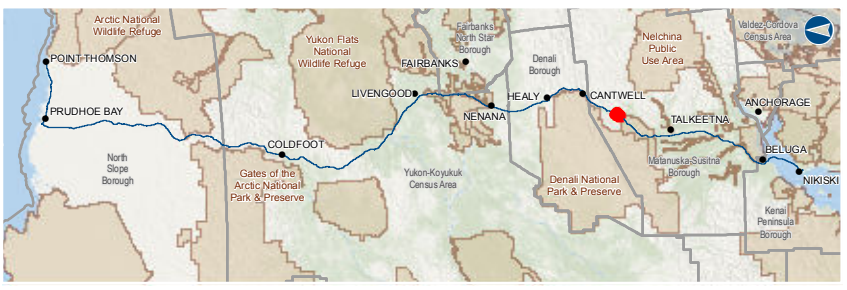 Arctic National
Wildlife Refuge
POINT THOMSON
PRUDHOE BAY
North
Slope
Borough
Yukon Flats
National
Wildlife Refuge
COLDFOOT
Gates of the
Arctic National
Park & Preserve
LIVENGOOD
FAIRBANKS
Fairbanks
North Star
Borough
NENANA
Yukon-Koyukuk
Census Area
Denali
Borough
HEALY
CANTWELL
Denali National
Park & Preserve
Nelchina
Public
Use Area
TALKEETNA
Matanuska-Susitna
Borough
Valdez-Cordova
Census Area
ANCHORAGE
BELUGA
NIKISKI
Kenai
Peninsula
Borough